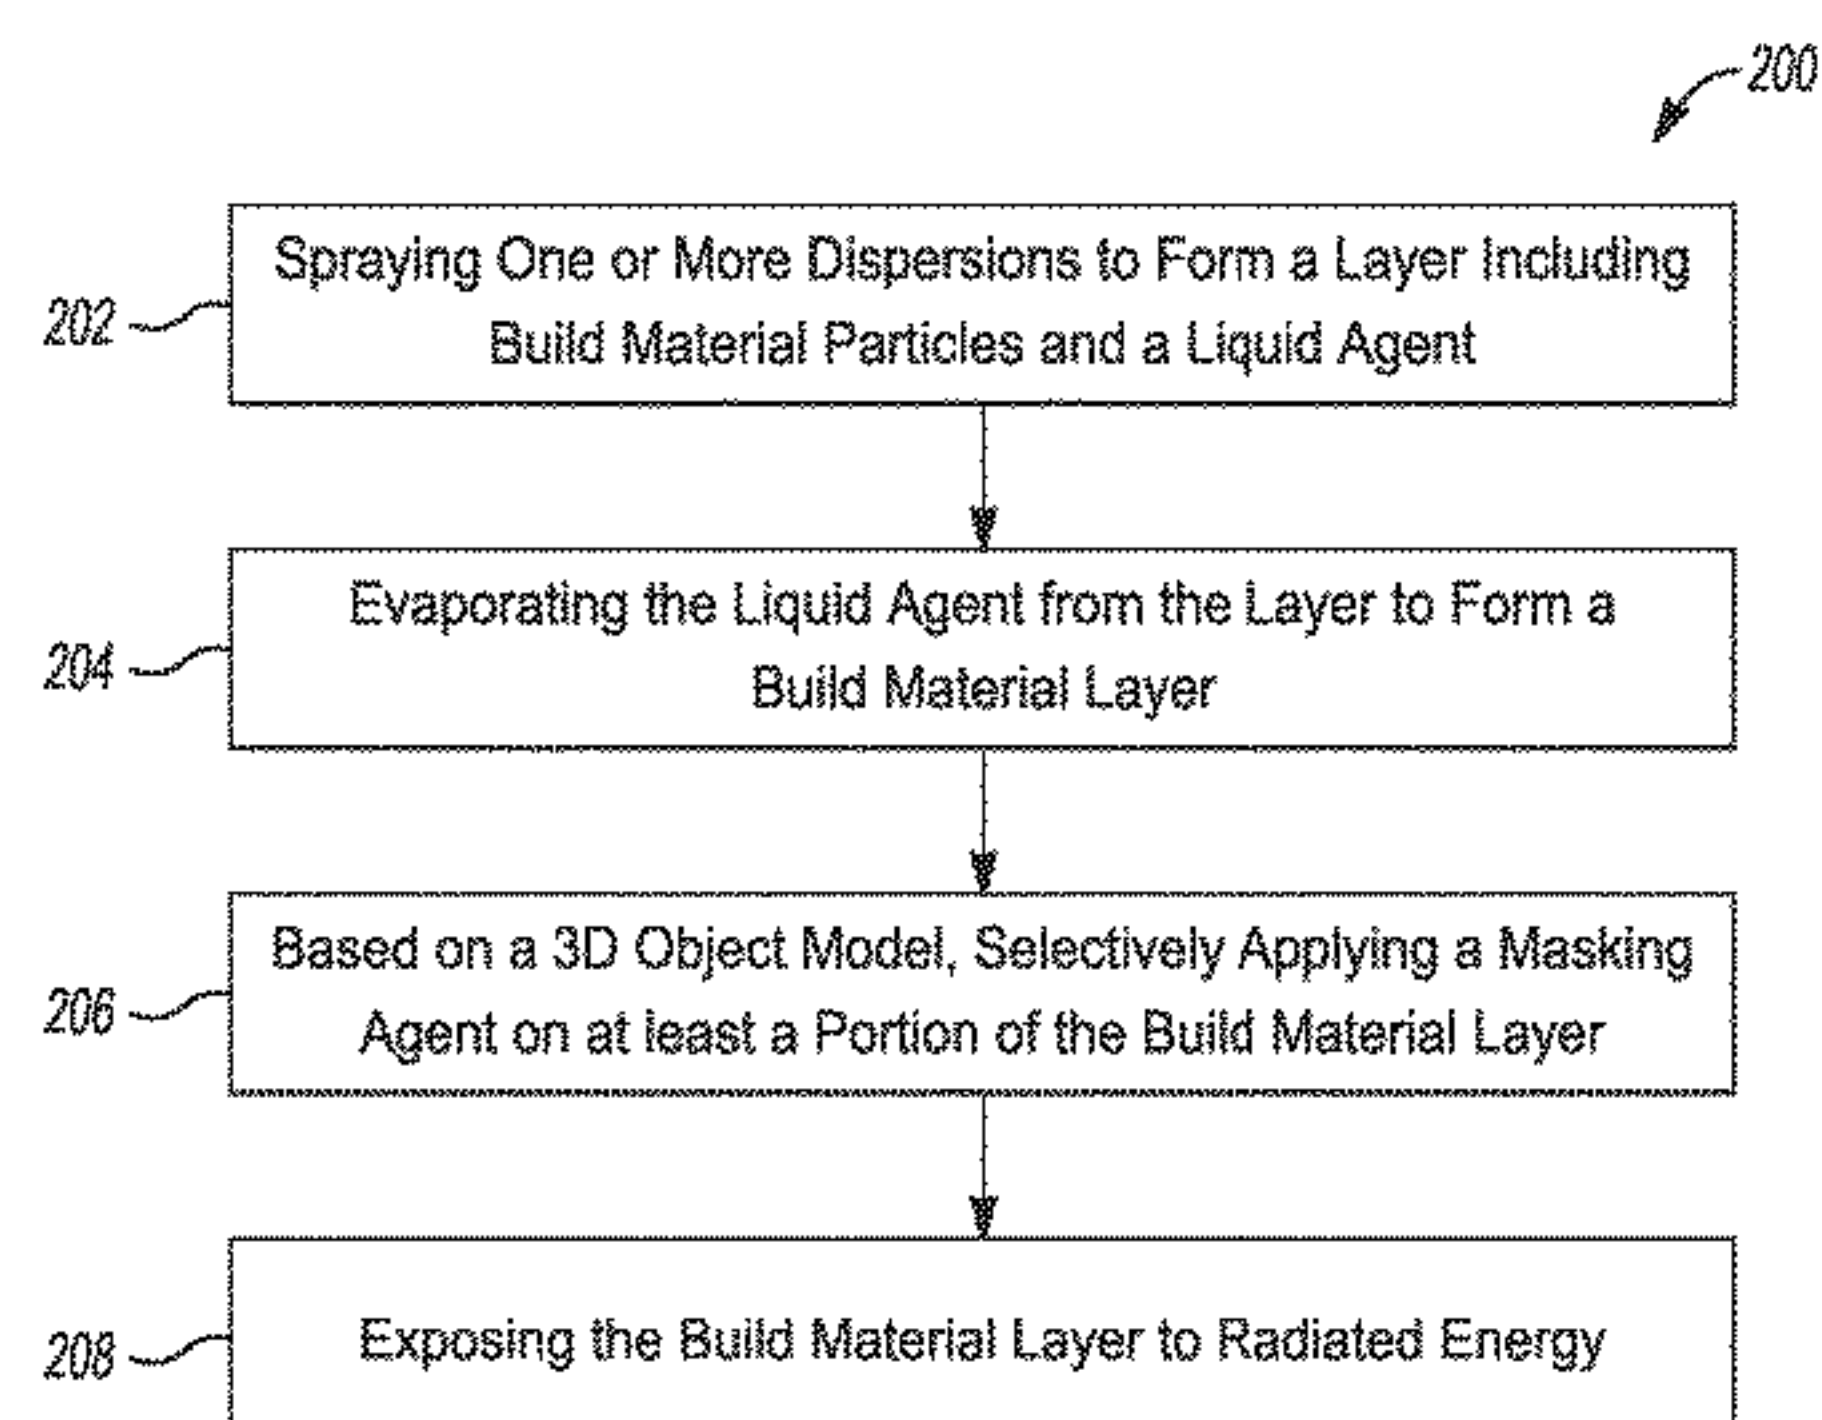 200
202
Spraying One or More Dispersions to Form a Layer Including
Build Material Particles and a Liquid Agent
204
Evaporating the Liquid Agent from the Layer to Form a
Build Material Layer
206
Based on a 3D Object Model, Selectively Applying a Masking
Agent on at least a Portion of the Build Material Layer
208
Exposing the Build Material Layer to Radiated Energy